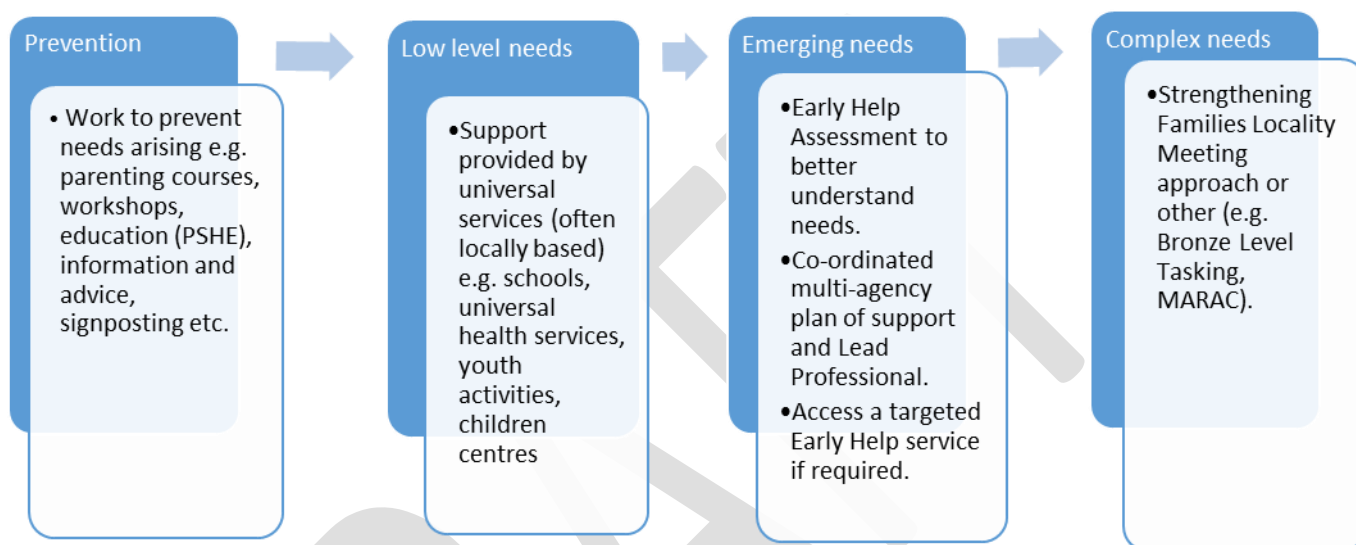 Prevention
• Work to prevent
needs arising e.g.
parenting courses,
workshops,
education (PSHE),
information and
advice,
signposting etc.
Low level needs
•Support
provided by
universal
services (often
locally based)
e.g. schools,
universal
health services,
youth
activities,
children
centres
Emerging needs
•Early Help
Assessment to
better
understand
needs.
•Co-ordinated
multi-agency
plan of support
and Lead
Professional.
•Access a targeted
Early Help service
if required.
Complex needs
•Strengthening
Families Locality
Meeting
approach or
other (e.g.
Bronze Level
Tasking,
MARAC).